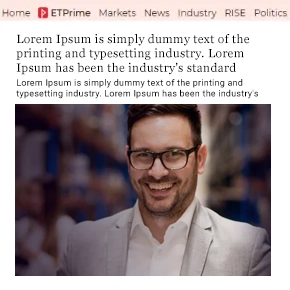 Home ETPrime Markets News Industry RISE Politics
Lorem Ipsum is simply dummy text of the
printing and typesetting industry. Lorem
Ipsum has been the industry's standard
Lorem Ipsum is simply dummy text of the printing and
typesetting industry. Lorem Ipsum has been the industry's